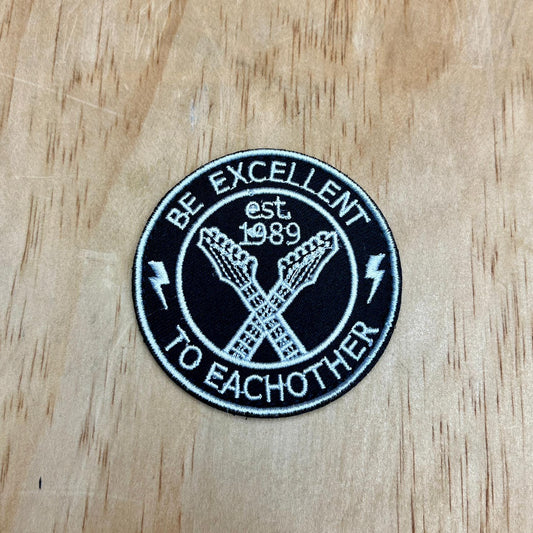 BE EXCELLENT
est.
1989
TO EACHOTHER